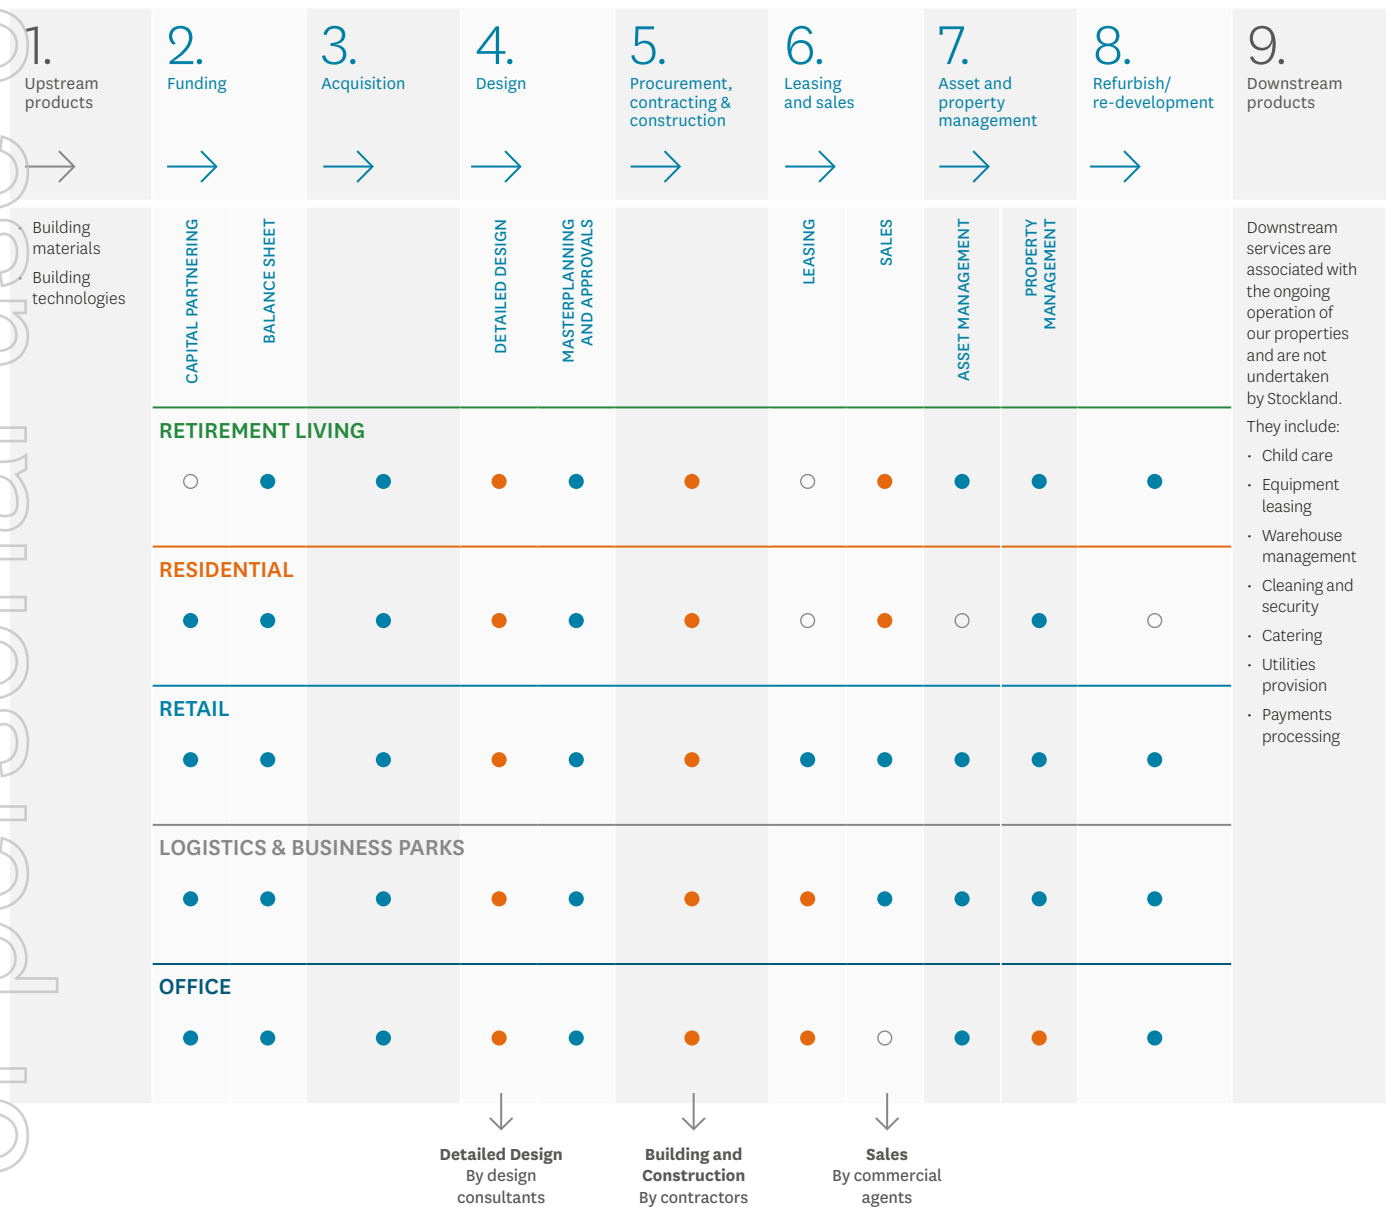 1.
Upstream
products
2.
Funding
3.
Acquisition
4.
Design
5.
Procurement,
contracting &
construction
6.
Leasing
and sales
7.
Asset and
property
management
8.
Refurbish/
re-development
9.
Downstream
products
· Building
materials
· Building
technologies
CAPITAL PARTNERING
BALANCE SHEET
DETAILED DESIGN
MASTERPLANNING
AND APPROVALS
LEASING
SALES
ASSET MANAGEMENT
PROPERTY
MANAGEMENT
Downstream
services are
associated with
the ongoing
operation of
our properties
and are not
undertaken
by Stockland.
They include:
· Child care
· Equipment
leasing
· Warehouse
management
· Cleaning and
security
· Catering
· Utilities
provision
· Payments
processing
RETIREMENT LIVING
RESIDENTIAL
RETAIL
LOGISTICS & BUSINESS PARKS
OFFICE
Detailed Design
By design
consultants
Building and
Construction
By contractors
Sales
By commercial
agents
or personal use o